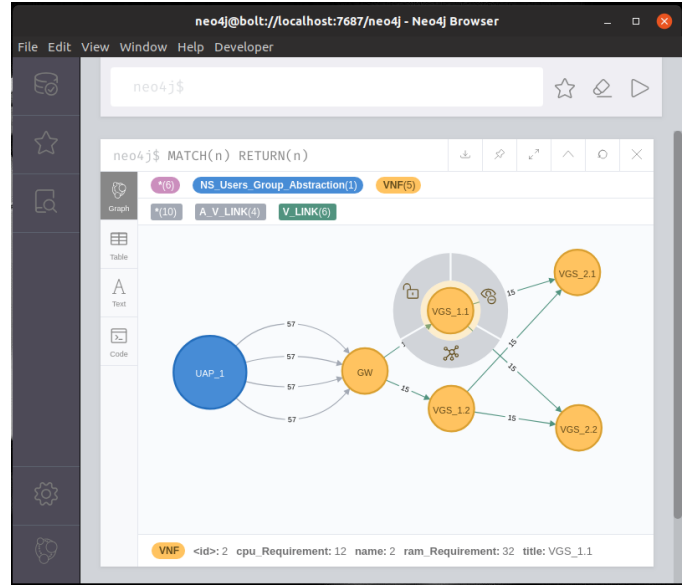 neo4j@bolt://localhost:7687/neo4j - Neo4j Browser
File Edit View Window Help Developer
neo4j$
neo4j$ MATCH(n) RETURN(n)
*(6) NS_Users_Group_Abstraction(1) VNF(5)
*(10) A_V_LINK(4) V_LINK(6)
Graph
Table
Text
Code
VGS_2.1
15
VGS_1.1
57
57
UAP_1
GW
15
57
15
15
57
15
VGS_1.2
VGS_2.2
VNF <id>: 2 cpu_Requirement: 12 name: 2 ram_Requirement: 32 title: VGS_1.1